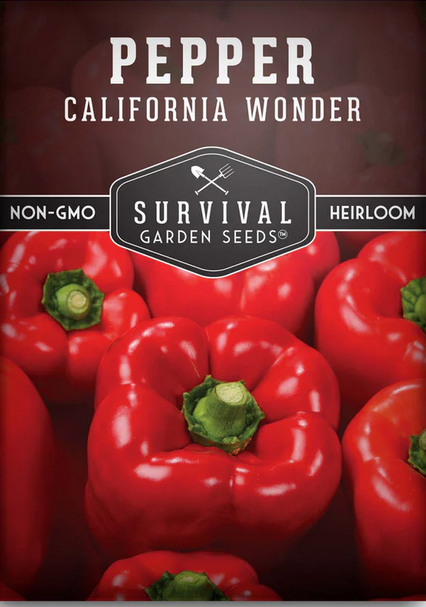 PEPPER
CALIFORNIA WONDER
NON-GMO
SURVIVAL
GARDEN SEEDS™
HEIRLOOM